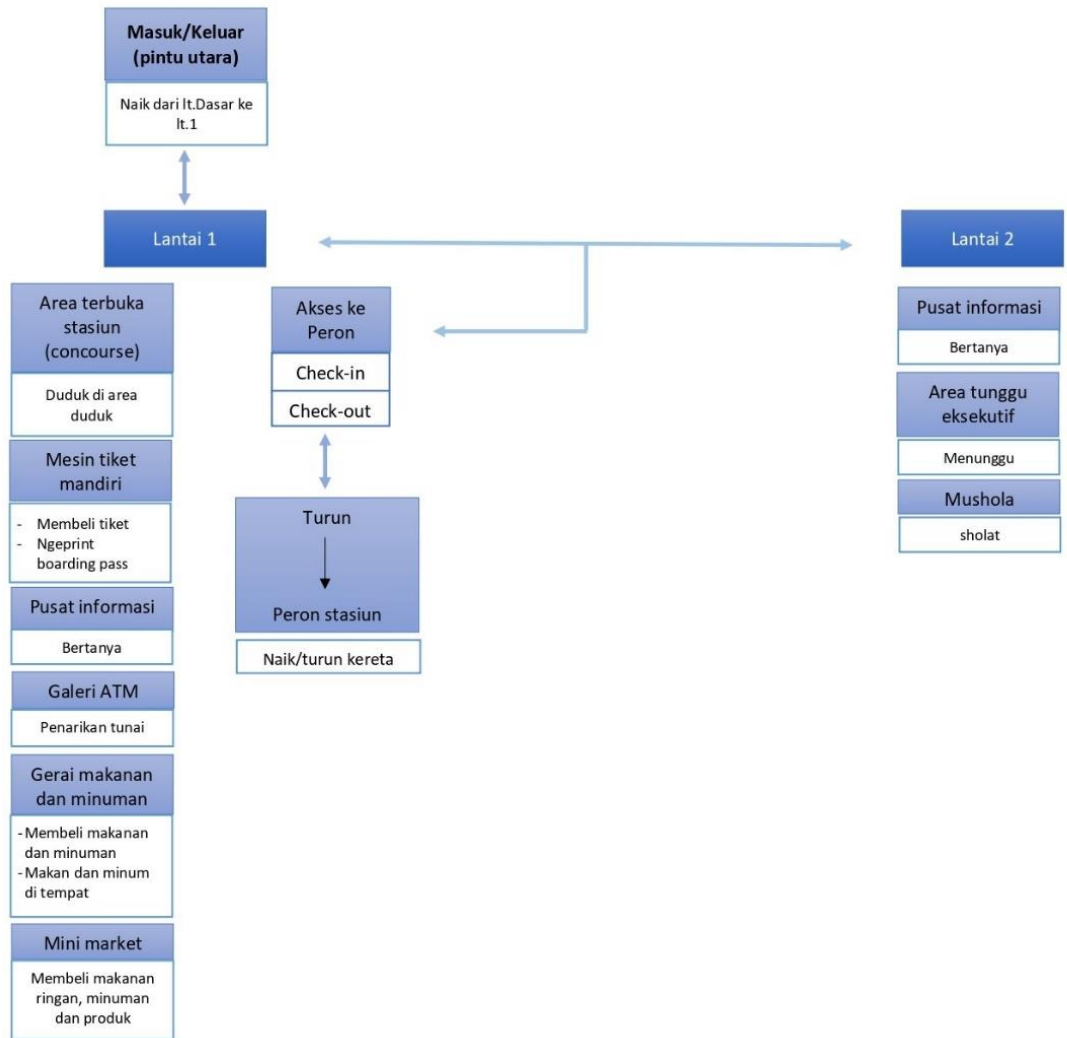 Masuk/Keluar
(pintu utara)
Naik dari lt.Dasar ke
lt.1
Lantai 1
Lantai 2
Area terbuka
stasiun
(concourse)
Duduk di area
duduk
Mesin tiket
mandiri
- Membeli tiket
- Ngeprint
boarding pass
Pusat informasi
Bertanya
Galeri ATM
Penarikan tunai
Gerai makanan
dan minuman
- Membeli makanan
dan minuman
- Makan dan minum
di tempat
Mini market
Membeli makanan
ringan, minuman
dan produk
Akses ke
Peron
Check-in
Check-out
Turun
Peron stasiun
Naik/turun kereta
Pusat informasi
Bertanya
Area tunggu
eksekutif
Menunggu
Mushola
sholat